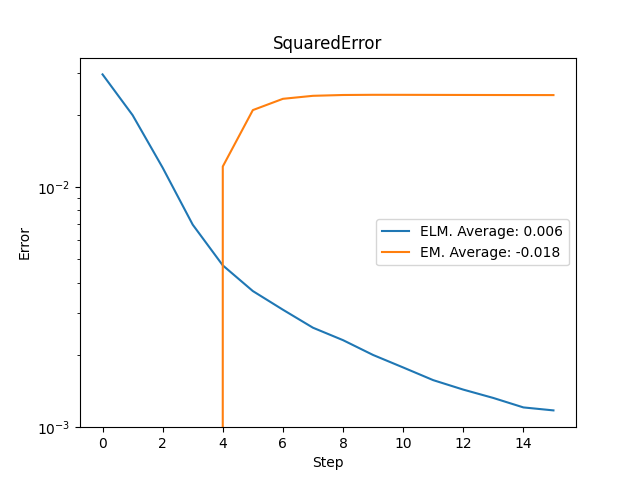 SquaredError
Error
10⁻²
10⁻³
ELM. Average: 0.006
EM. Average: -0.018
0 2 4 6 8 10 12 14
Step